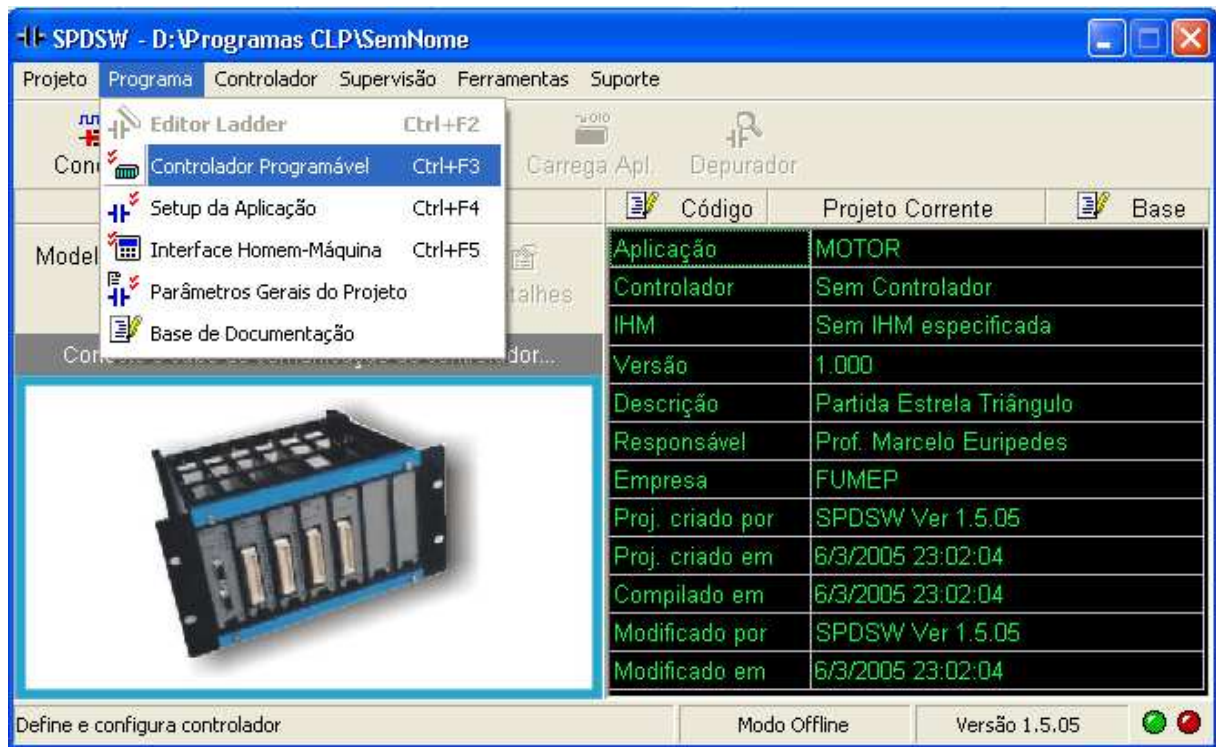 SPDSW - D:\Programas CLP\SemNome
Projeto Programa Controlador Supervisão Ferramentas Suporte
Editor Ladder Ctrl+F2
Controlador Programável Ctrl+F3
Setup da Aplicação Ctrl+F4
Interface Homem-Máquina Ctrl+F5
Parâmetros Gerais do Projeto
Base de Documentação
Carrega Apl. Depurador
Código Projeto Corrente Base
Aplicação MOTOR
Controlador Sem Controlador
IHM Sem IHM especificada
Versão 1.000
Descrição Partida Estrela Triângulo
Responsável Prof. Marcelo Euripedes
Empresa FUMEP
Proj. criado por SPDSW Ver 1.5.05
Proj. criado em 6/3/2005 23:02:04
Compilado em 6/3/2005 23:02:04
Modificado por SPDSW Ver 1.5.05
Modificado em 6/3/2005 23:02:04
Define e configura controlador Modo Offline Versão 1.5.05